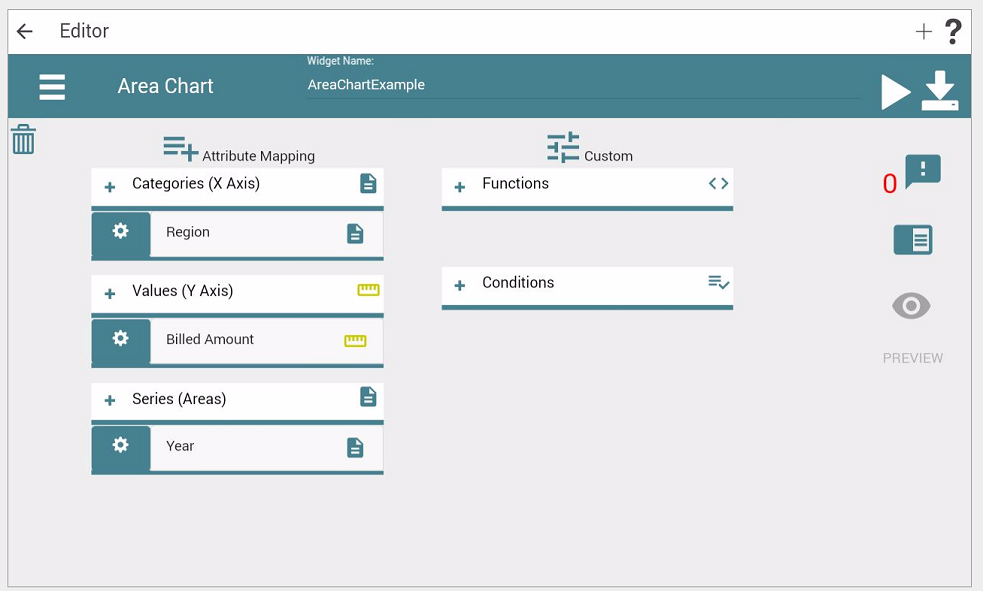 Editor
Widget Name:
Area Chart
AreaChartExample
Attribute Mapping
Custom
Categories (X Axis)
Functions
0
Region
Values (Y Axis)
Conditions
Billed Amount
PREVIEW
Series (Areas)
Year